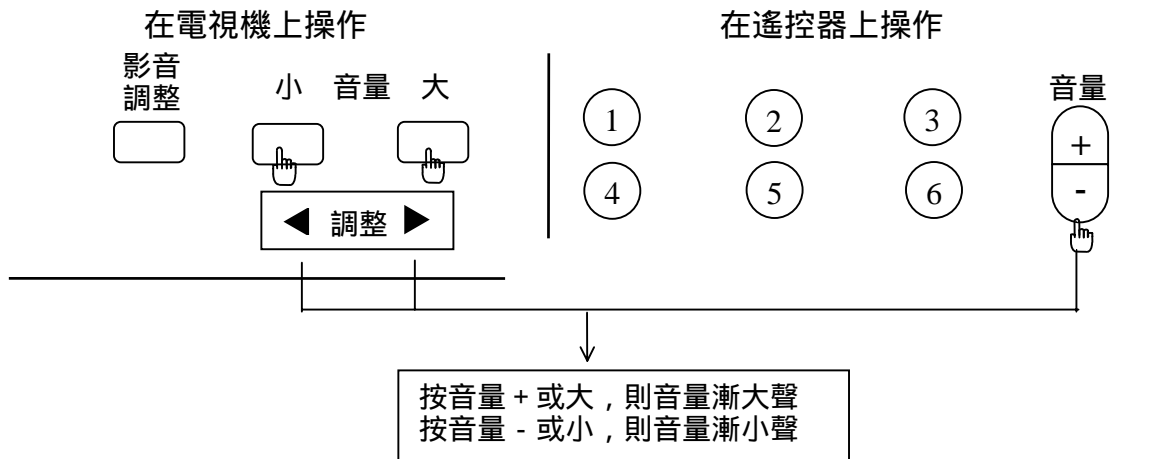 在電視機上操作
在遙控器上操作
影音
調整
小 音量 大
◀ 調整 ▶
1 2 3
4 5 6
音量
+
-
按音量+或大，則音量漸大聲
按音量-或小，則音量漸小聲